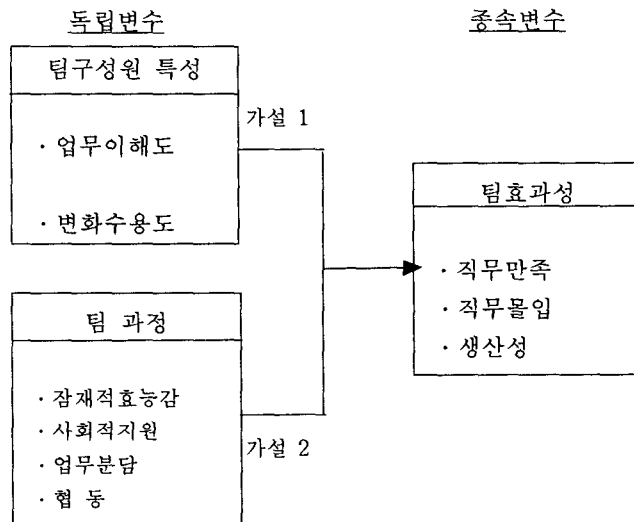 독립변수
종속변수
팀구성원 특성
· 업무이해도
· 변화수용도
가설 1
팀효과성
· 직무만족
· 직무몰입
· 생산성
팀 과정
· 잠재적효능감
· 사회적지원
· 업무분담
· 협 동
가설 2